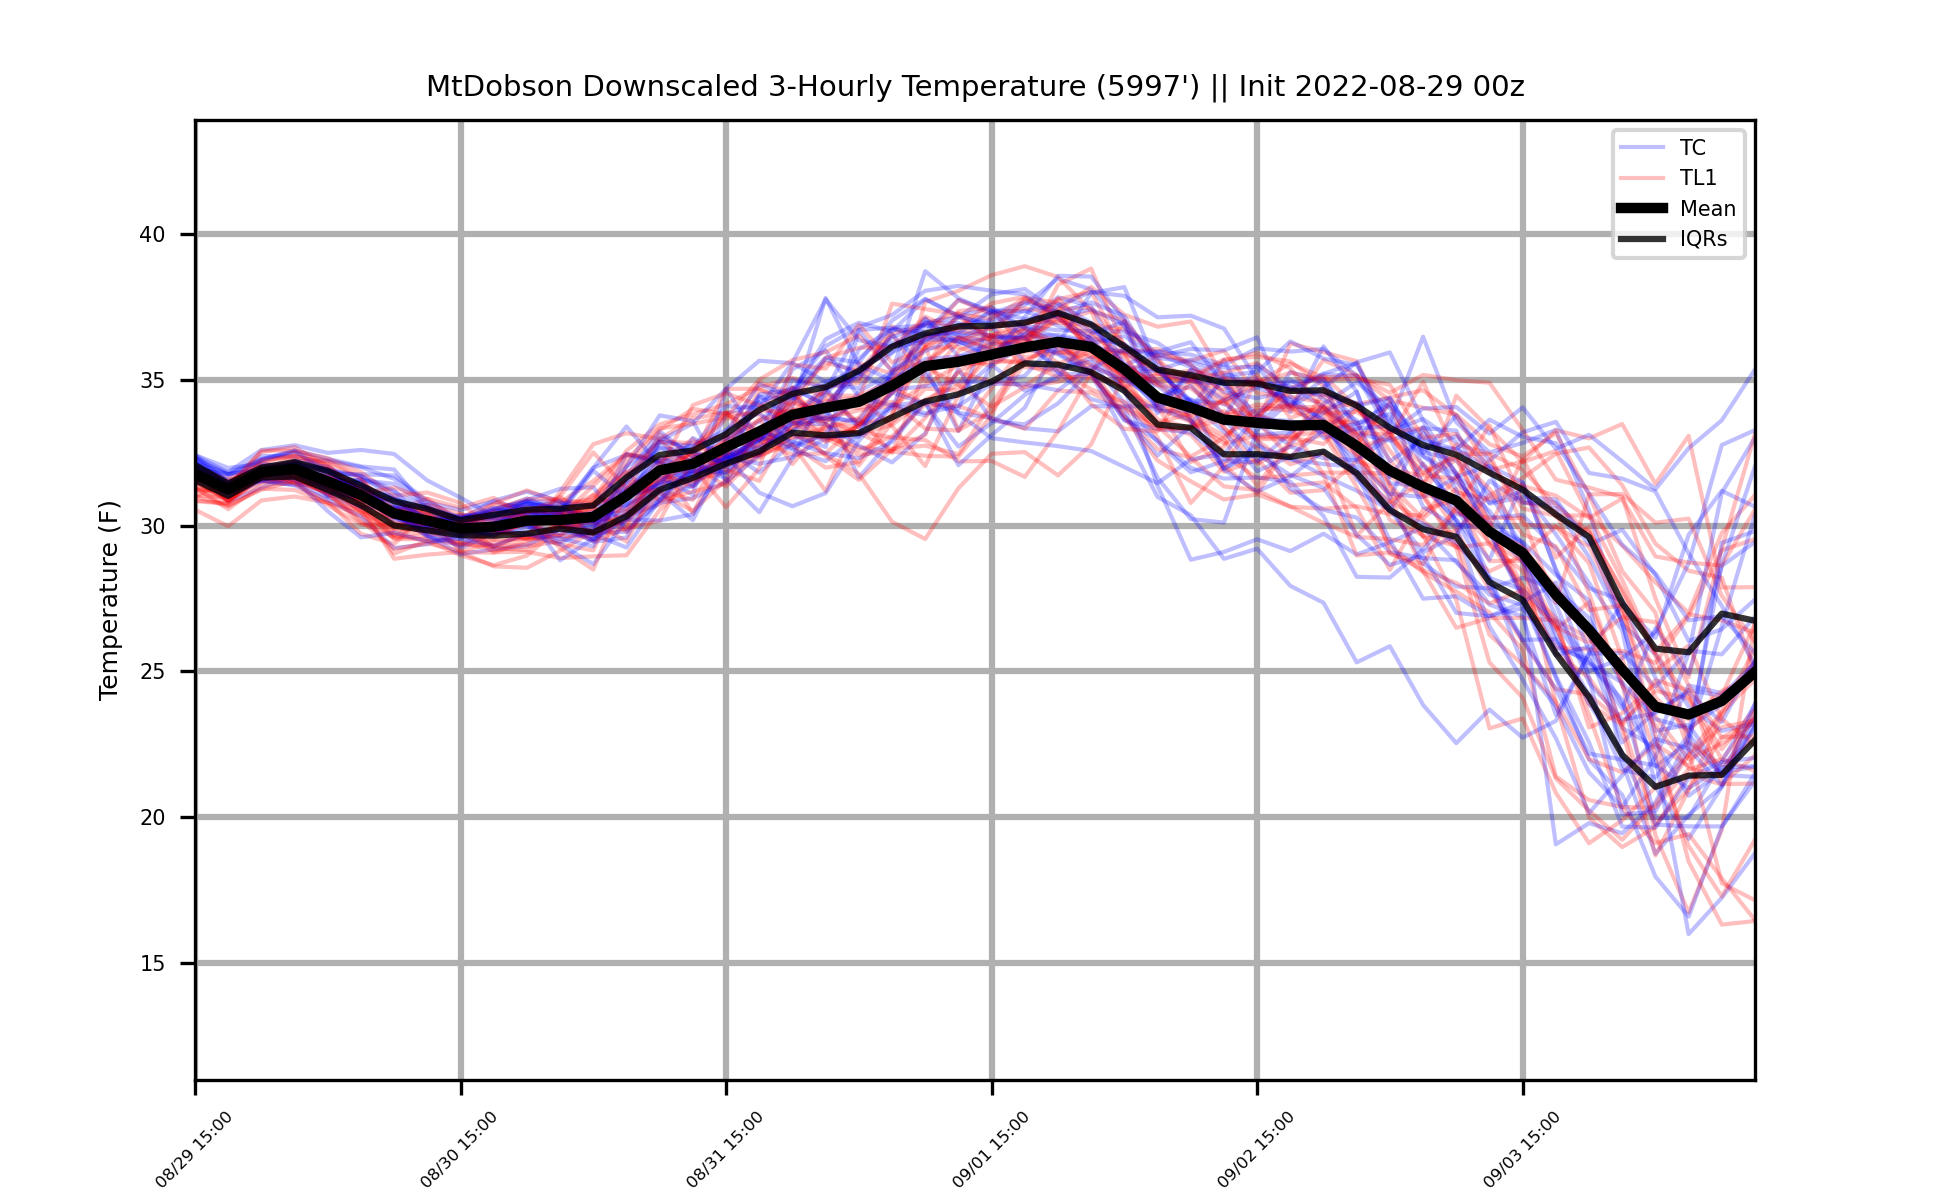 MtDobson Downscaled 3-Hourly Temperature (5997') || Init 2022-08-29 00z
TC
TL1
Mean
IQRs
Temperature (F)
40
35
30
25
20
15
08/29 15:00
08/30 15:00
08/31 15:00
09/01 15:00
09/02 15:00
09/03 15:00